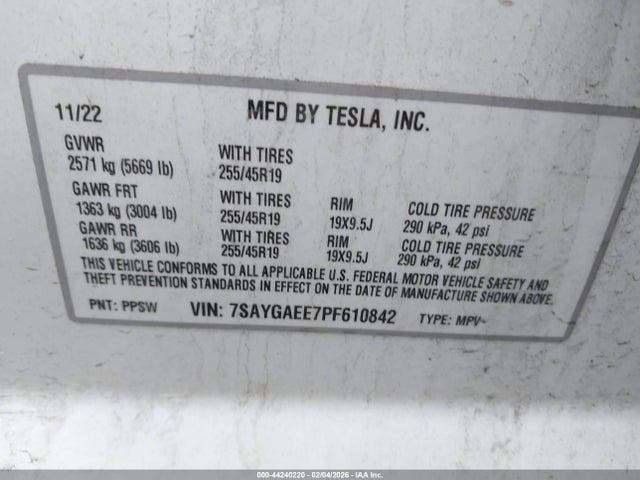 11/22 MFD BY TESLA, INC.
GVWR
2571 kg (5669 lb)
WITH TIRES
255/45R19
GAWR FRT
1363 kg (3004 lb)
WITH TIRES
255/45R19
RIM
19X9.5J
COLD TIRE PRESSURE
290 kPa, 42 psi
GAWR RR
1636 kg (3606 lb)
WITH TIRES
255/45R19
RIM
19X9.5J
COLD TIRE PRESSURE
290 kPa, 42 psi
THIS VEHICLE CONFORMS TO ALL APPLICABLE U.S. FEDERAL MOTOR VEHICLE SAFETY AND
THEFT PREVENTION STANDARDS IN EFFECT ON THE DATE OF MANUFACTURE SHOWN ABOVE.
PNT: PPSW VIN: 7SAYGAEE7PF610842 TYPE: MPV
000-44240220 - 02/04/2026 - IAA Inc.